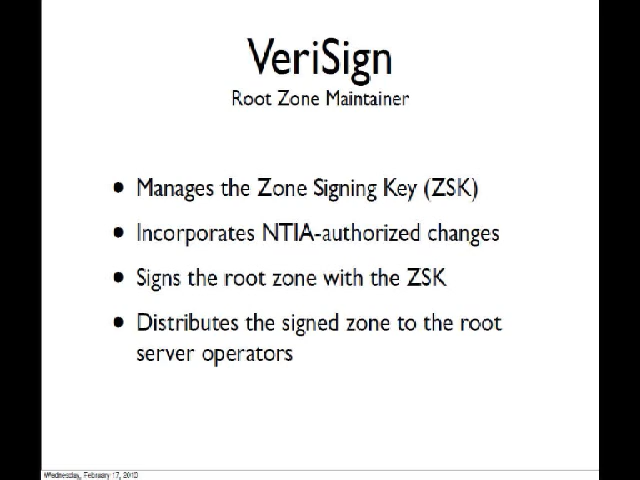 VeriSign
Root Zone Maintainer
• Manages the Zone Signing Key (ZSK)
• Incorporates NTIA-authorized changes
• Signs the root zone with the ZSK
• Distributes the signed zone to the root
server operators
Wednesday, February 17, 2010